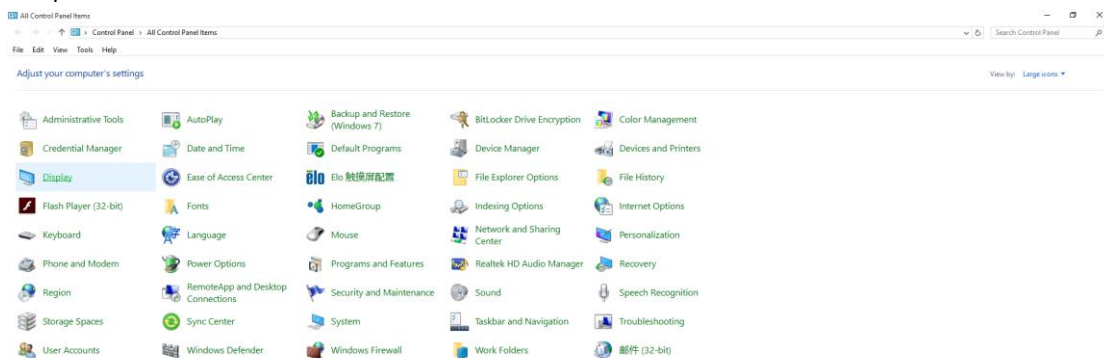 All Control Panel Items
Control Panel > All Control Panel Items
Search Control Panel
File Edit View Tools Help
Adjust your computer's settings
View by: Large icons
Administrative Tools
AutoPlay
Backup and Restore
(Windows 7)
BitLocker Drive Encryption
Color Management
Credential Manager
Date and Time
Default Programs
Device Manager
Devices and Printers
Display
Ease of Access Center
elo Elo 触摸屏配置
File Explorer Options
File History
Flash Player (32-bit)
Fonts
HomeGroup
Indexing Options
Internet Options
Keyboard
Language
Mouse
Network and Sharing
Center
Personalization
Phone and Modem
Power Options
Programs and Features
Realtek HD Audio Manager
Recovery
Region
RemoteApp and Desktop
Connections
Security and Maintenance
Sound
Speech Recognition
Storage Spaces
Sync Center
System
Taskbar and Navigation
Troubleshooting
User Accounts
Windows Defender
Windows Firewall
Work Folders
邮件 (32-bit)